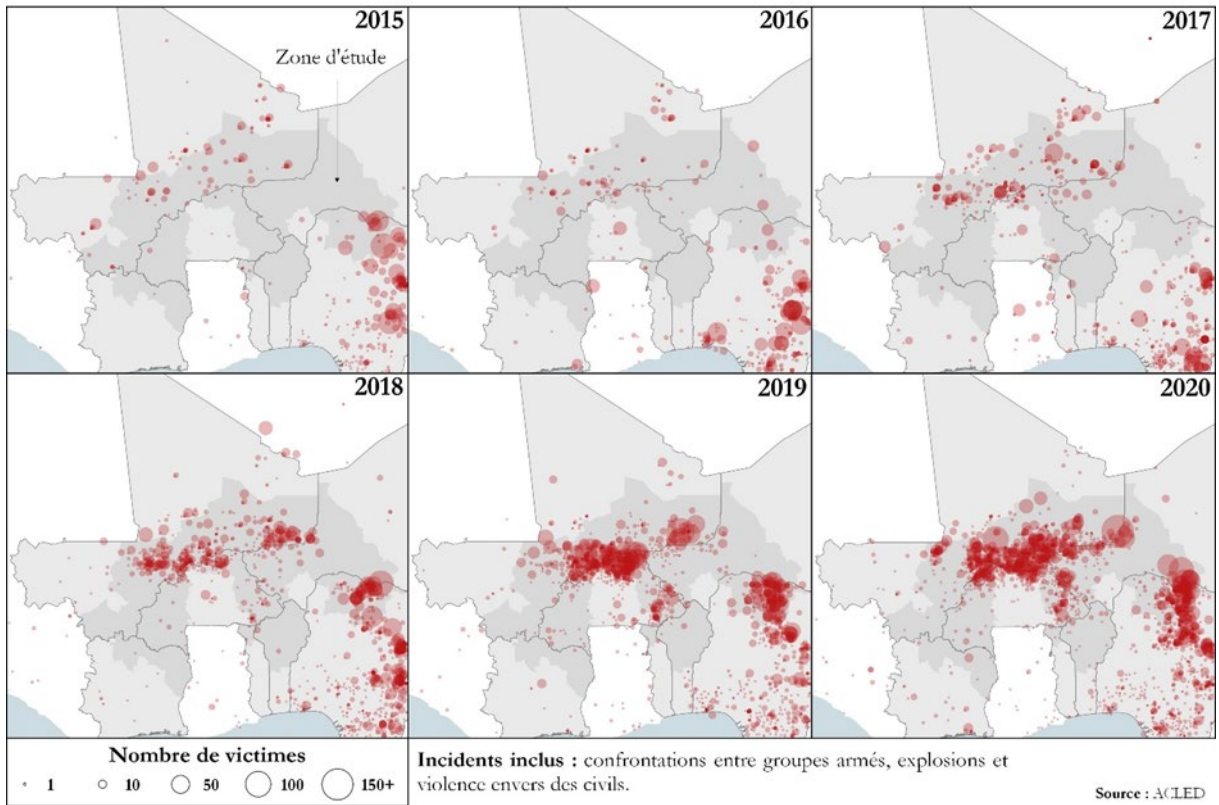 2015
Zone d'étude
2016
2017
2018
2019
2020
Nombre de victimes
1 10 50 100 150+
Incidents inclus : confrontations entre groupes armés, explosions et
violence envers des civils.
Source : ACLED